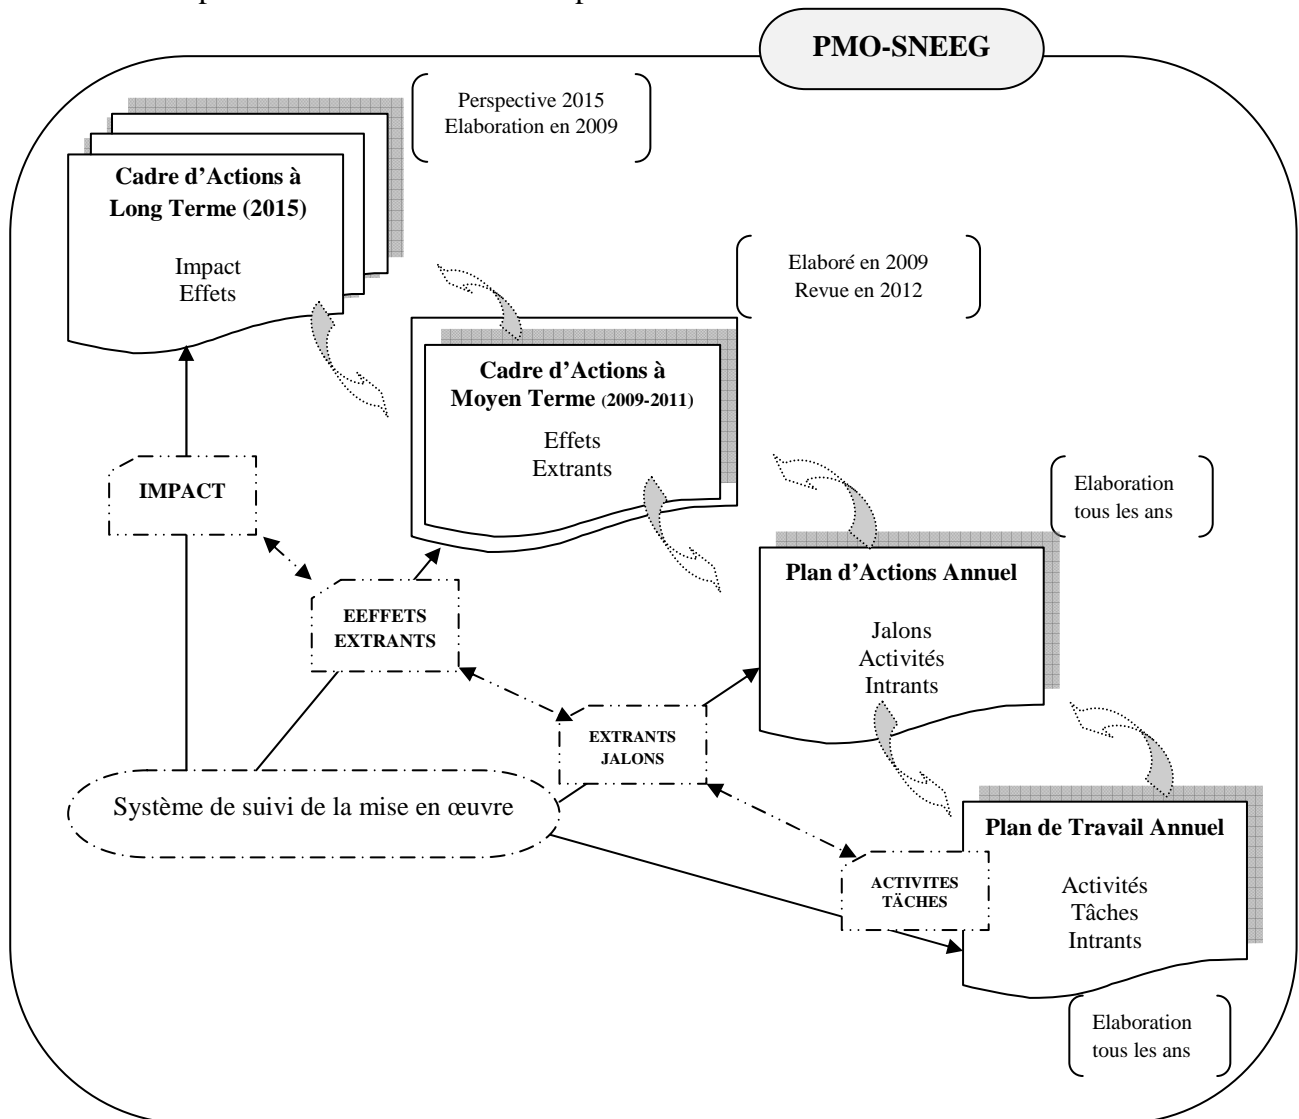 PMO-SNEEG
Perspective 2015
Elaboration en 2009
Cadre d’Actions à
Long Terme (2015)
Impact
Effets
Elaboré en 2009
Revue en 2012
Cadre d’Actions à
Moyen Terme (2009-2011)
Effets
Extrants
IMPACT
Elaboration
tous les ans
Plan d’Actions Annuel
Jalons
Activités
Intrants
EEFFETS
EXTRANTS
EXTRANTS
JALONS
Système de suivi de la mise en œuvre
Plan de Travail Annuel
Activités
Tâches
Intrants
ACTIVITES
TÄCHES
Elaboration
tous les ans